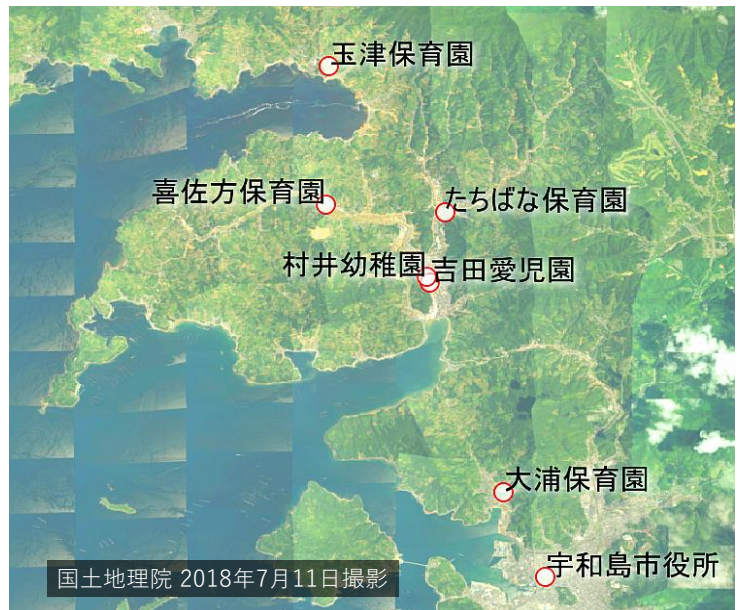 玉津保育園
喜佐方保育園
たちばな保育園
村井幼稚園
吉田愛児園
大浦保育園
宇和島市役所
国土地理院 2018年7月11日撮影